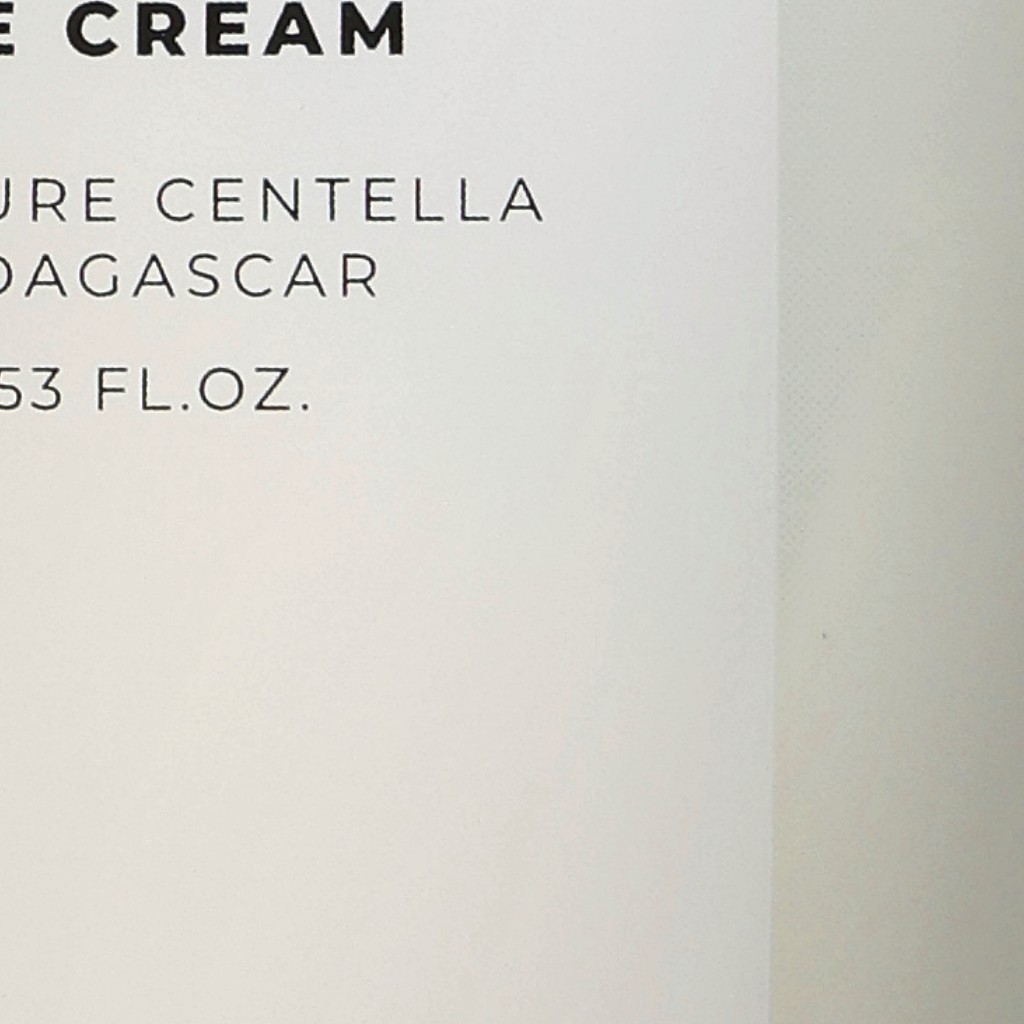 E CREAM
URE CENTELLA
DAGASCAR
53 FL.OZ.